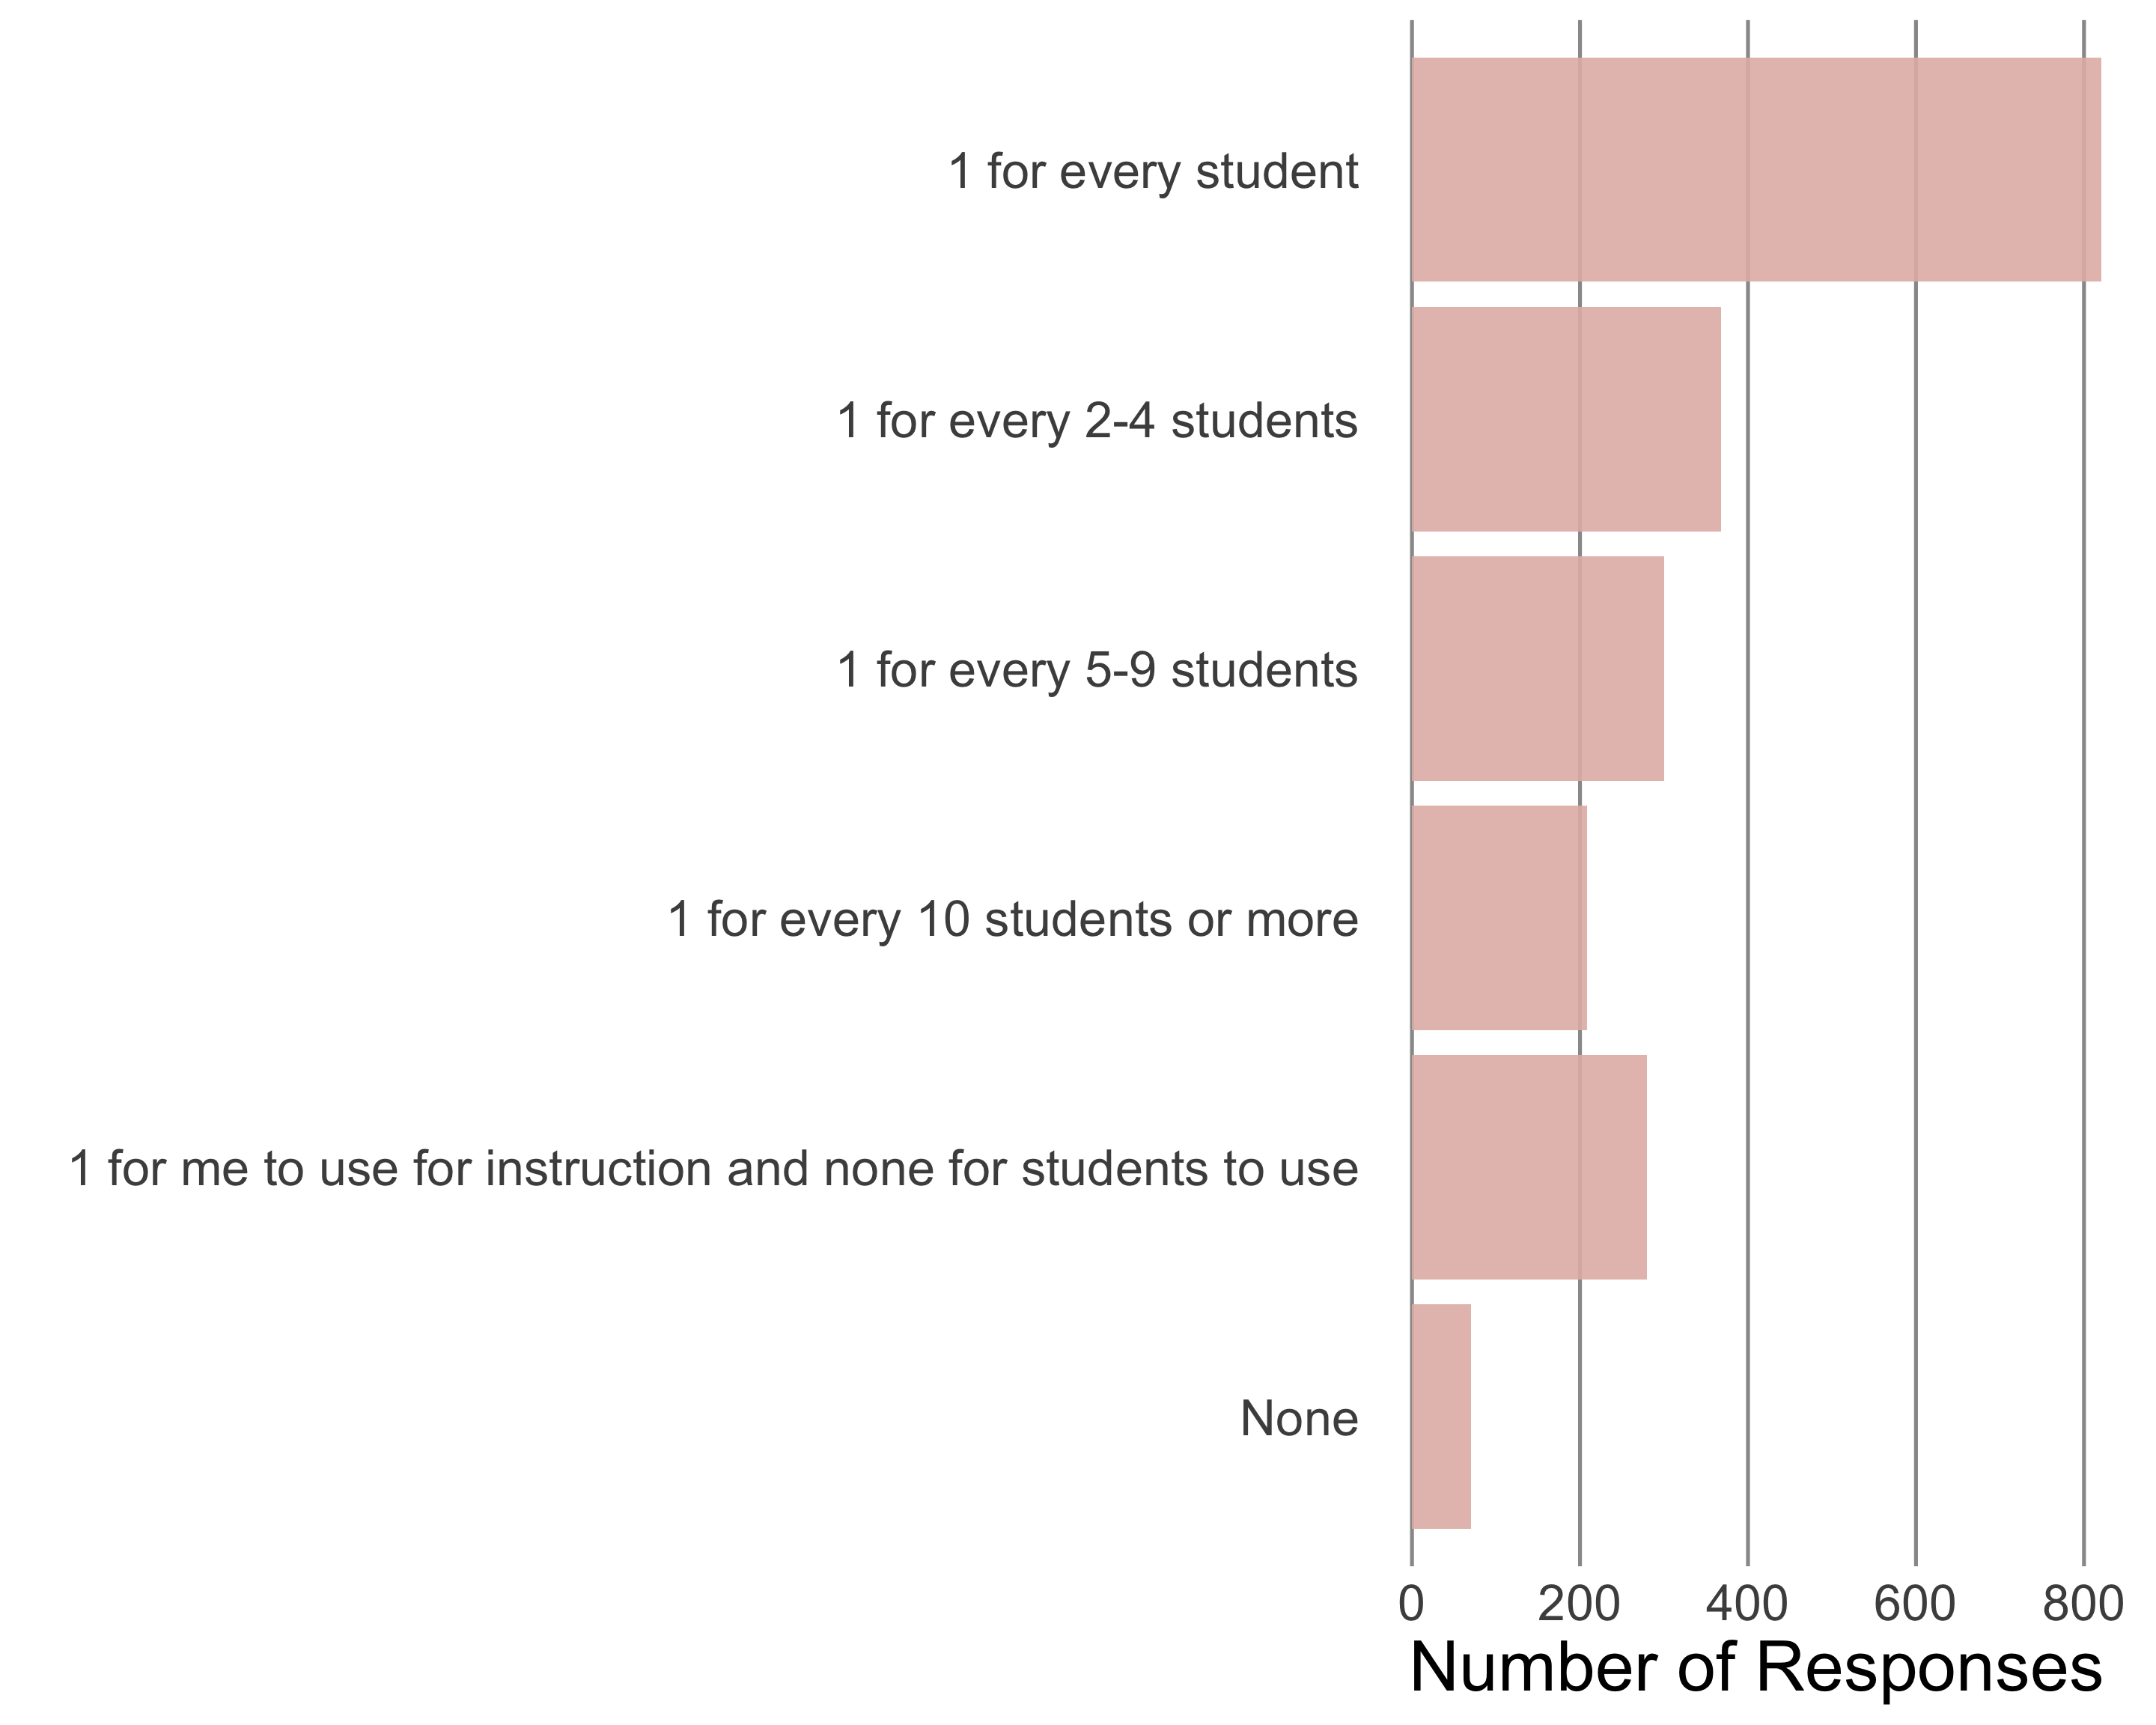 1 for every student
1 for every 2-4 students
1 for every 5-9 students
1 for every 10 students or more
1 for me to use for instruction and none for students to use
None
0 200 400 600 800
Number of Responses